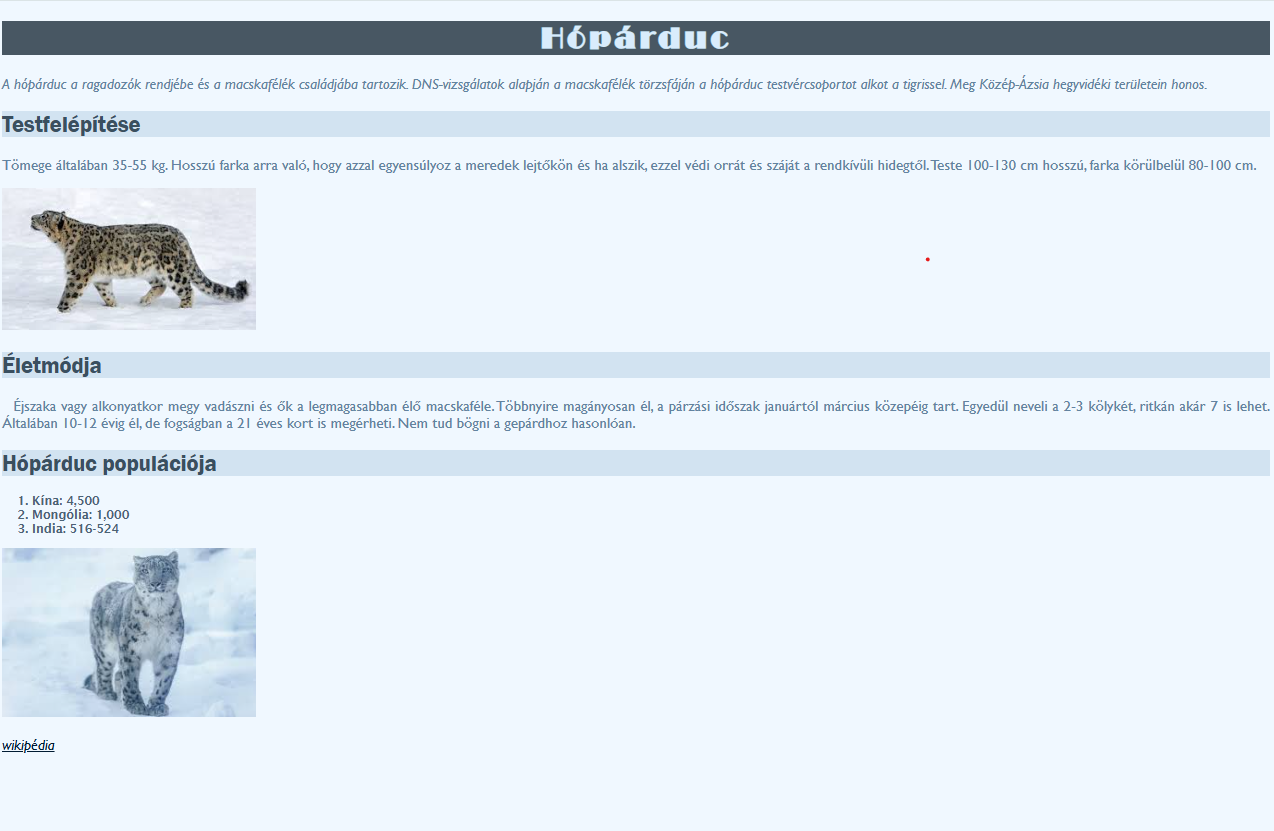 Hópárduc
A hópárduc a ragadozók rendjébe és a macskafélék családjába tartozik. DNS-vizsgálatok alapján a macskafélék törzsfáján a hópárduc testvércsoportot alkot a tigrissel. Meg Közép-Ázsia hegyvidéki területein honos.
Testfelépítése
Tömege általában 35-55 kg. Hosszú farka arra való, hogy azzal egyensúlyoz a meredek lejtőkön és ha alszik, ezzel védi orrát és száját a rendkívüli hidegtől. Teste 100-130 cm hosszú, farka körülbelül 80-100 cm.
Életmódja
Éjszaka vagy alkonyatkor megy vadászni és ők a legmagasabban élő macskaféle. Többnyire magányosan él, a párzási időszak januártól március közepéig tart. Egyedül neveli a 2-3 kölykét, ritkán akár 7 is lehet.
Általában 10-12 évig él, de fogságban a 21 éves kort is megérheti. Nem tud bőgni a gepárdhoz hasonlóan.
Hópárduc populációja
1. Kína: 4,500
2. Mongólia: 1,000
3. India: 516-524
wikipédia